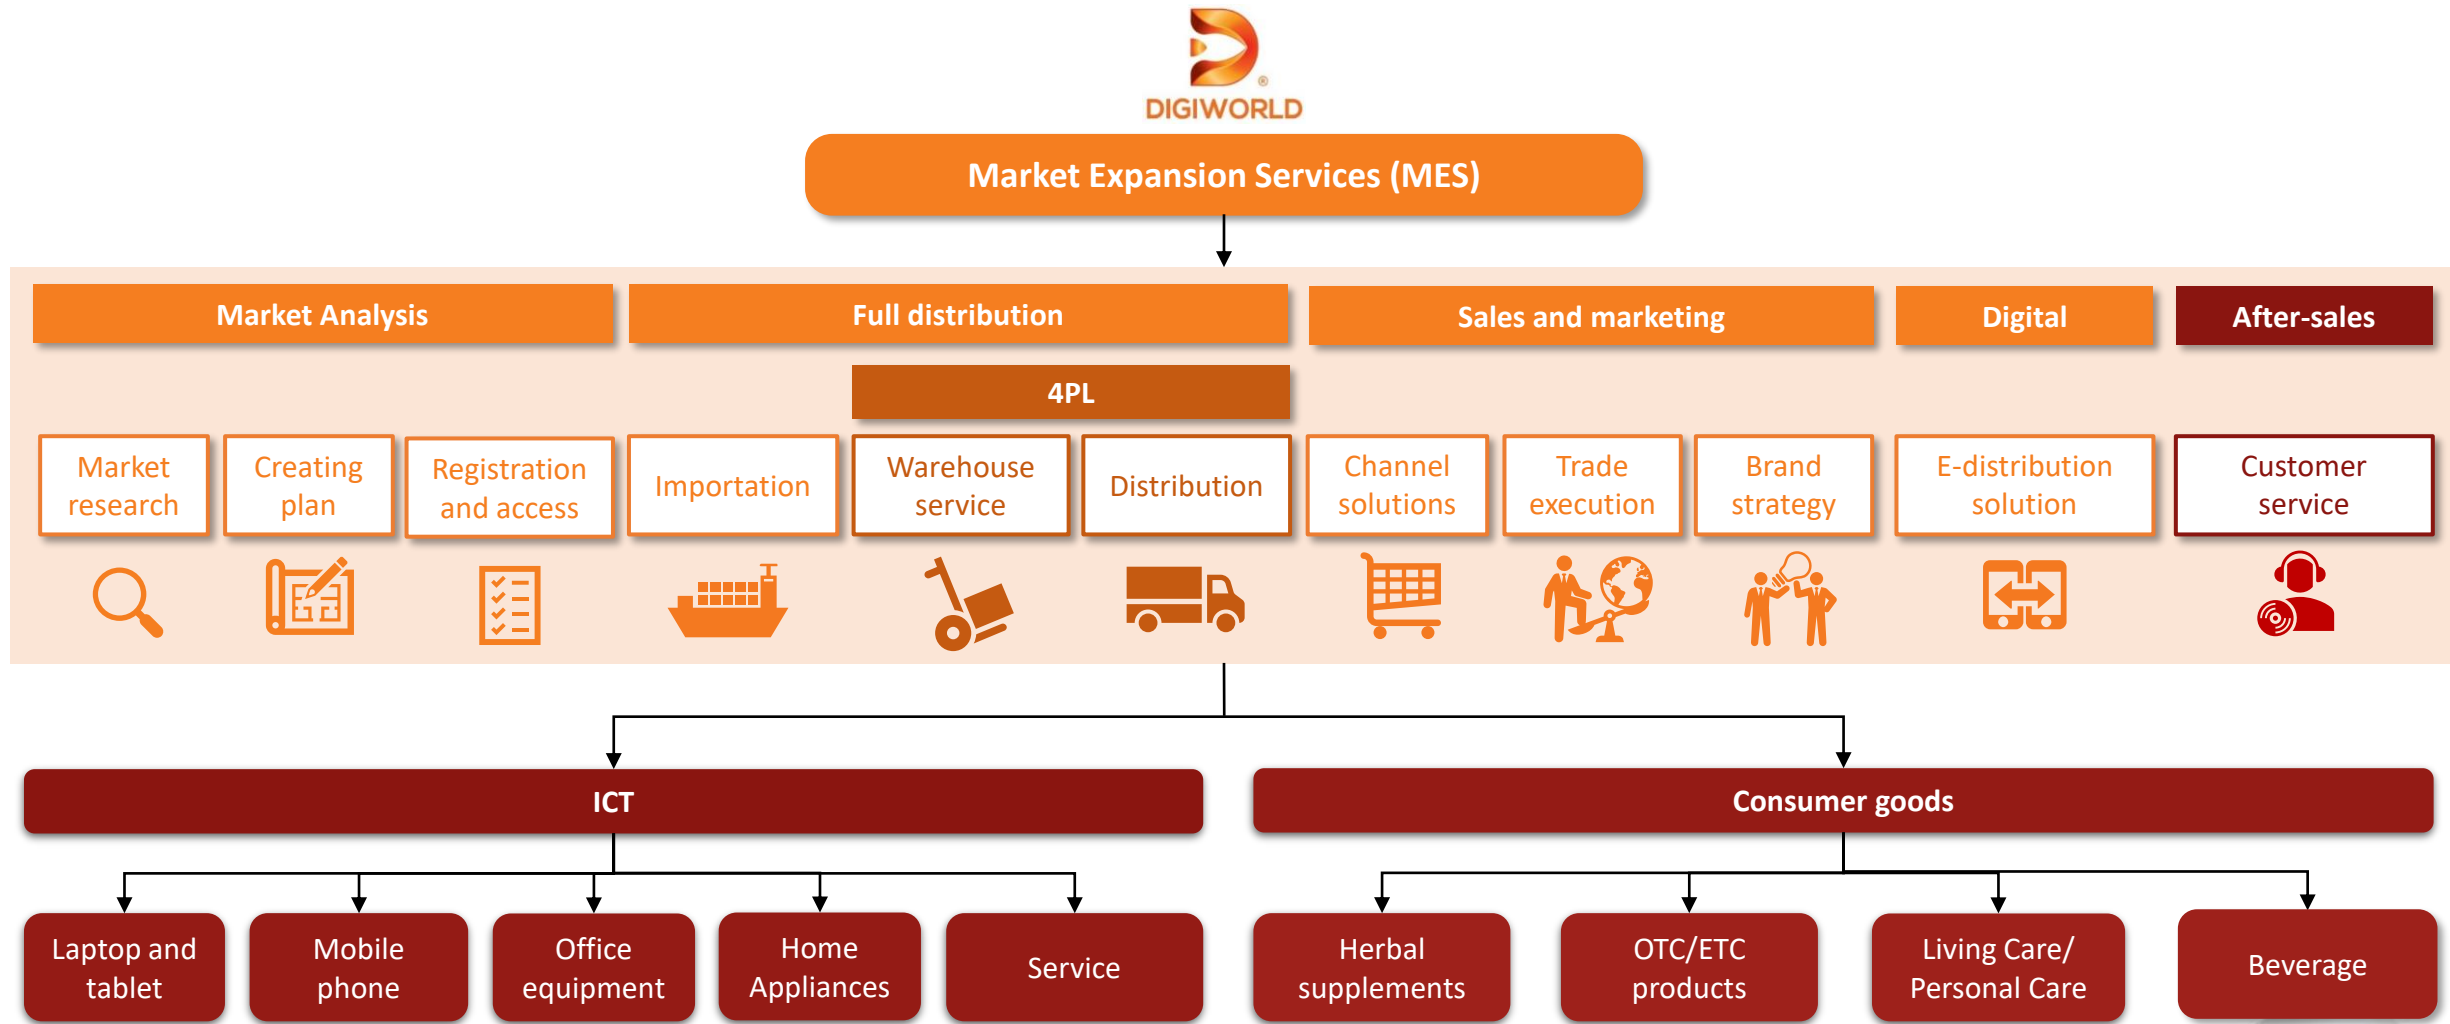 DIGIWORLD
Market Expansion Services (MES)
Market Analysis
Full distribution
Sales and marketing
Digital
After-sales
4PL
Market
research
Creating
plan
Registration
and access
Importation
Warehouse
service
Distribution
Channel
solutions
Trade
execution
Brand
strategy
E-distribution
solution
Customer
service
ICT
Consumer goods
Laptop and
tablet
Mobile
phone
Office
equipment
Home
Appliances
Service
Herbal
supplements
OTC/ETC
products
Living Care/
Personal Care
Beverage